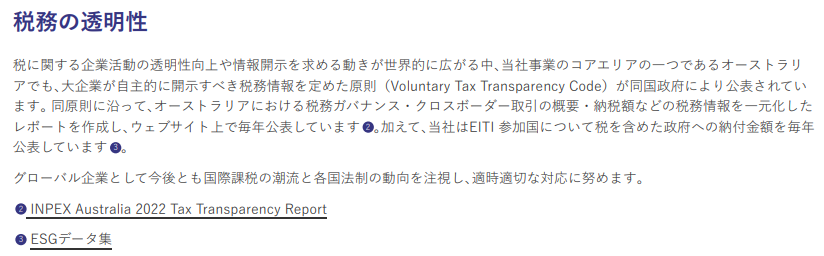 税務の透明性
税に関する企業活動の透明性向上や情報開示を求める動きが世界的に広がる中、当社事業のコアエリアの一つであるオーストラリ
アでも、大企業が自主的に開示すべき税務情報を定めた原則（Voluntary Tax Transparency Code）が同国政府により公表されてい
ます。同原則に沿って、オーストラリアにおける税務ガバナンス・クロスボーダー取引の概要・納税額などの税務情報を一元化した
レポートを作成し、ウェブサイト上で毎年公表しています❷。加えて、当社はEITI 参加国について税を含めた政府への納付金額を毎年
公表しています❸。
グローバル企業として今後とも国際課税の潮流と各国法制の動向を注視し、適時適切な対応に努めます。
❷ INPEX Australia 2022 Tax Transparency Report
❸ ESGデータ集